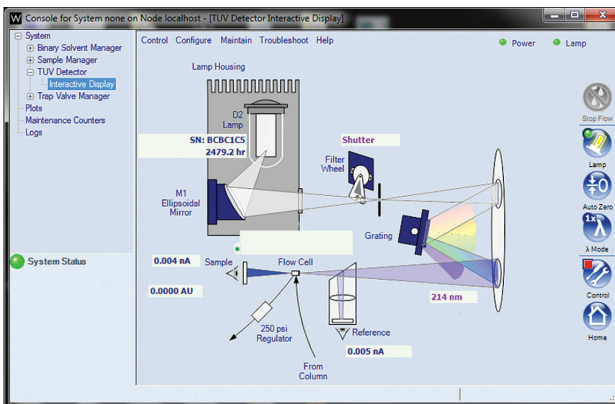 W Console for System none on Node localhost - [TUV Detector Interactive Display]
System
Binary Solvent Manager
Sample Manager
TUV Detector
Interactive Display
Trap Valve Manager
Plots
Maintenance Counters
Logs
System Status
Control Configure Maintain Troubleshoot Help
Power
Lamp
Lamp Housing
D2
Lamp
SN: BCBC1C5
2479.2 hr
M1
Ellipsoidal
Mirror
Shutter
Filter
Wheel
Grating
0.004 nA
Sample
Flow Cell
0.0000 AU
214 nm
250 psi
Regulator
Reference
0.005 nA
From
Column
Stop Flow
Lamp
Auto Zero
1x
λ
λ Mode
Control
Home